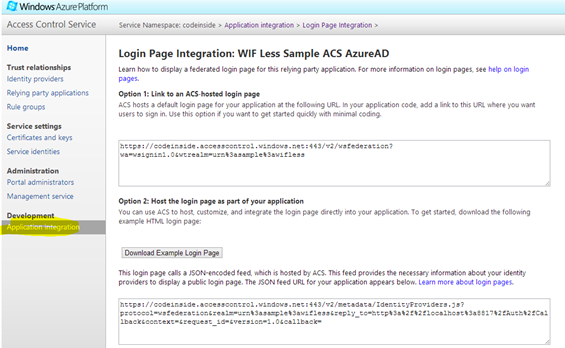 Windows Azure Platform
Access Control Service
Service Namespace: codeinside > Application integration > Login Page Integration >
Home
Trust relationships
Identity providers
Relying party applications
Rule groups
Service settings
Certificates and keys
Service identities
Administration
Portal administrators
Management service
Development
Application integration
Login Page Integration: WIF Less Sample ACS AzureAD
Learn how to display a federated login page for this relying party application. For more information on login pages, see help on login
pages.
Option 1: Link to an ACS-hosted login page
ACS hosts a default login page for your application at the following URL. In your application code, add a link to this URL where you want
users to sign in. Use this option if you want to get started quickly with minimal coding.
https://codeinside.accesscontrol.windows.net:443/v2/wsfederation?
wa=wsignin1.0&wtrealm=urn%3asample%3awifless
Option 2: Host the login page as part of your application
You can use ACS to host, customize, and integrate the login page directly into your application. To get started, download the following
example HTML login page:
Download Example Login Page
This login page calls a JSON-encoded feed, which is hosted by ACS. This feed provides the necessary information about your identity
providers to display a public login page. The JSON feed URL for your application appears below. Learn more about login pages.
https://codeinside.accesscontrol.windows.net:443/v2/metadata/IdentityProviders.js?
protocol=wsfederation&realm=urn%3asample%3awifless&reply_to=http%3a%2f%2flocalhost%3a8817%2fAuth%2fCal
lback&context=&request_id=&version=1.0&callback=